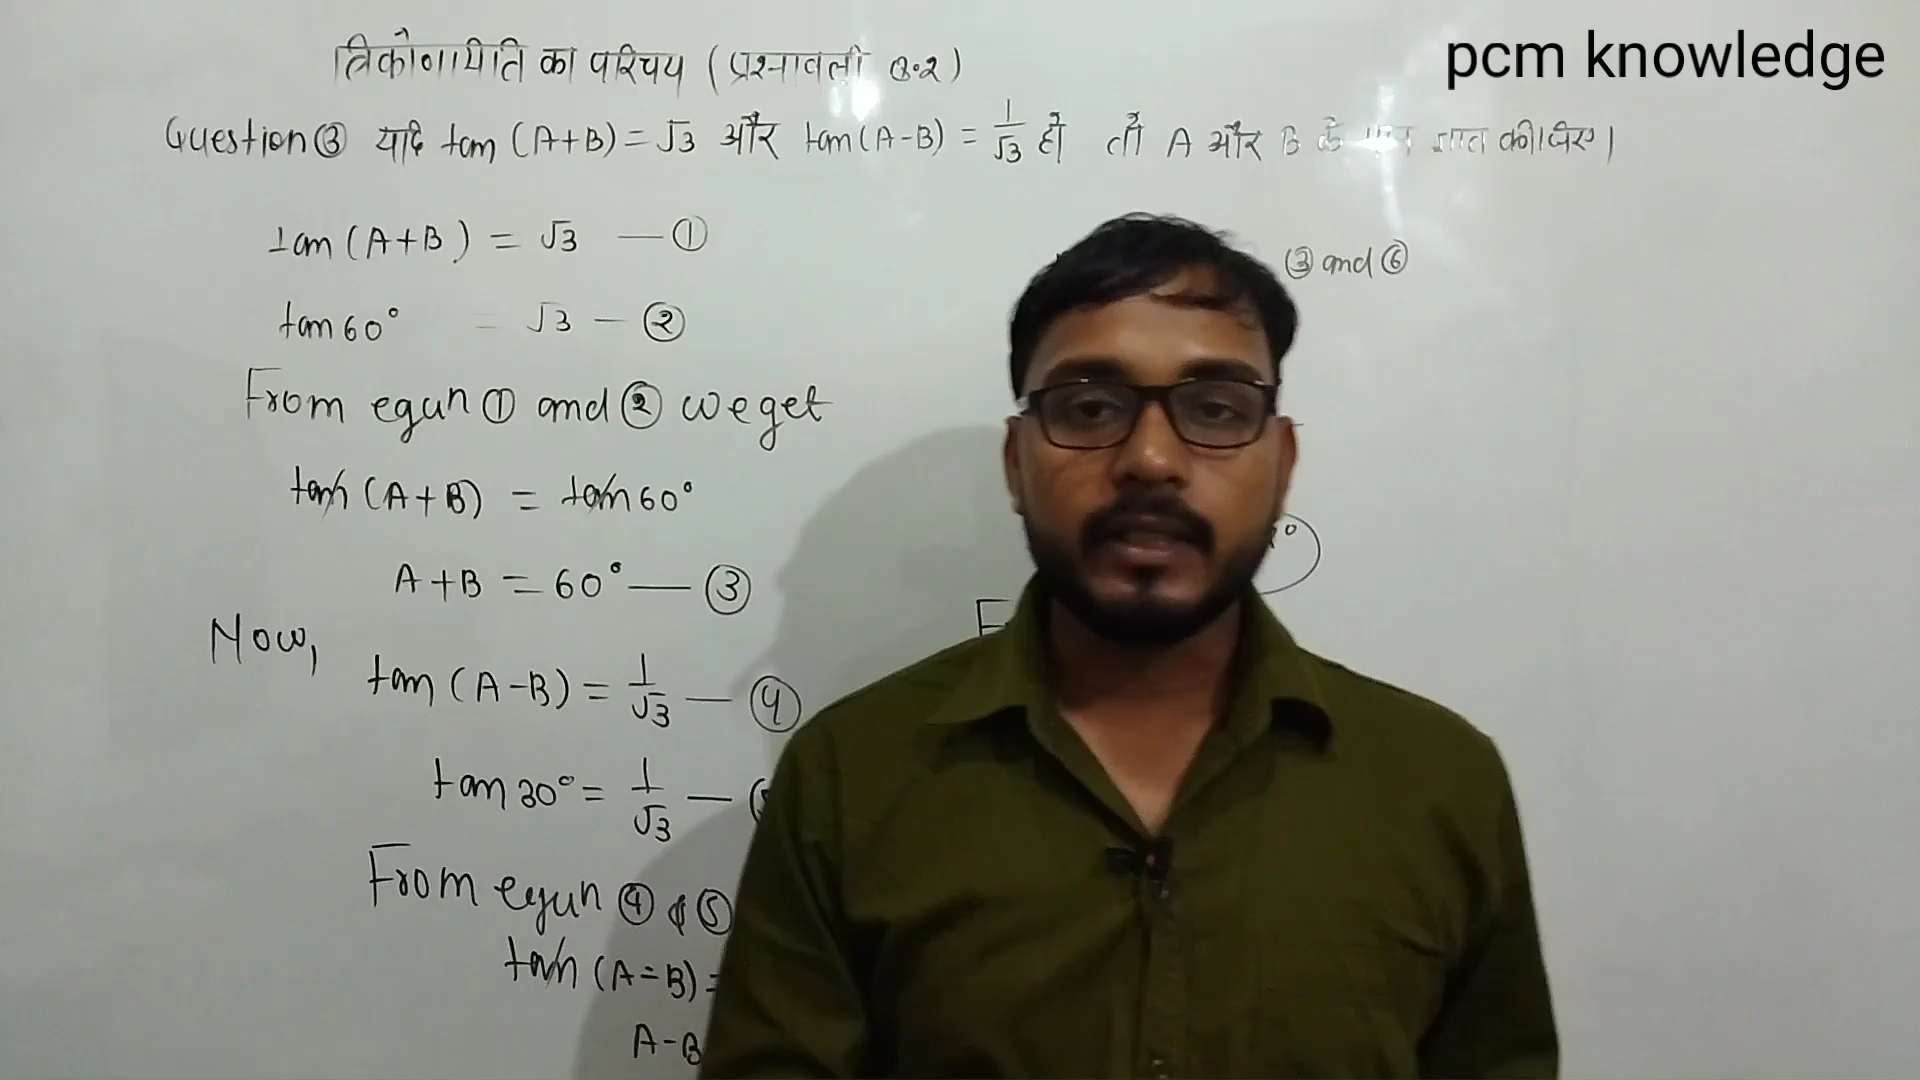 pcm knowledge
त्रिकोणमिति का परिचय (प्रश्नावली 8.2)
Question ③ यदि tan (A+B) = √3 और tan (A-B) = 1/√3 हो तो A और B के मान ज्ञात कीजिए।
tan (A+B) = √3 — ①
tan 60° = √3 — ②
From equn ① and ② we get
tan (A+B) = tan 60°
A+B = 60° — ③
Now,
tan (A-B) = 1/√3 — ④
tan 30° = 1/√3 —
From equn ④ & ⑤
tan (A-B) =
A-B
③ and ⑥